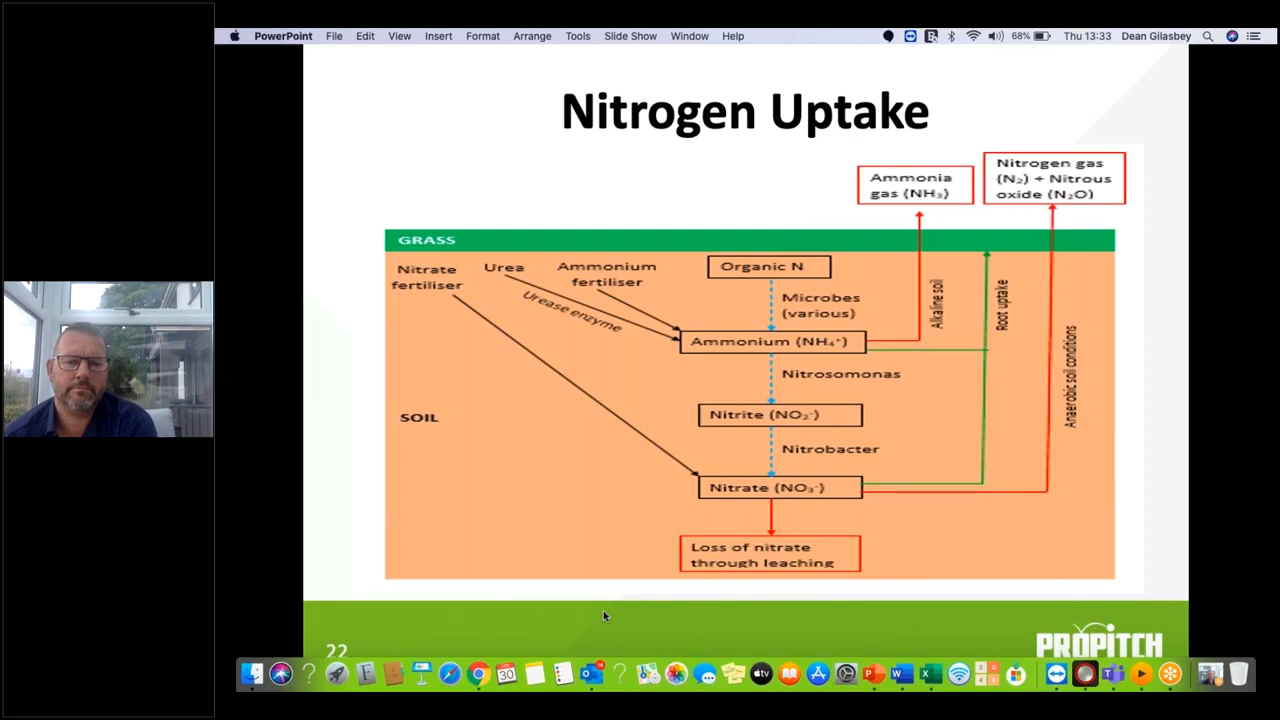 PowerPoint File Edit View Insert Format Arrange Tools Slide Show Window Help 68% Thu 13:33 Dean Gilasbey
Nitrogen Uptake
Ammonia
gas (NH₃)
Nitrogen gas
(N₂) + Nitrous
oxide (N₂O)
GRASS
Nitrate
fertiliser
Urea
Ammonium
fertiliser
Organic N
Urease enzyme
Microbes
(various)
Alkaline soil
Root uptake
Ammonium (NH₄⁺)
Anaerobic soil conditions
Nitrosomonas
SOIL
Nitrite (NO₂⁻)
Nitrobacter
Nitrate (NO₃⁻)
Loss of nitrate
through leaching
22
PROPITCH
30
tv